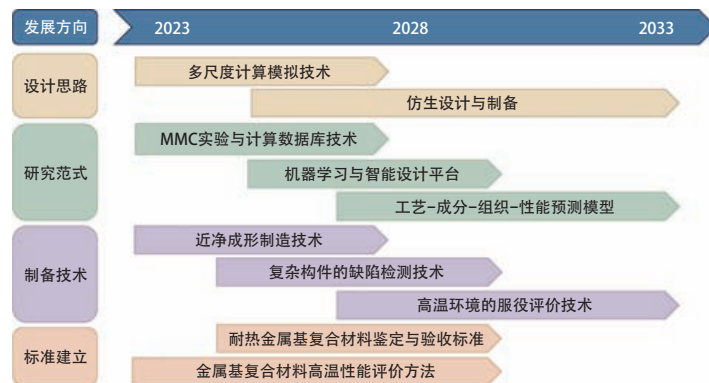 发展方向 2023 2028 2033
设计思路
多尺度计算模拟技术
仿生设计与制备
研究范式
MMC实验与计算数据库技术
机器学习与智能设计平台
工艺-成分-组织-性能预测模型
制备技术
近净成形制造技术
复杂构件的缺陷检测技术
高温环境的服役评价技术
标准建立
耐热金属基复合材料鉴定与验收标准
金属基复合材料高温性能评价方法